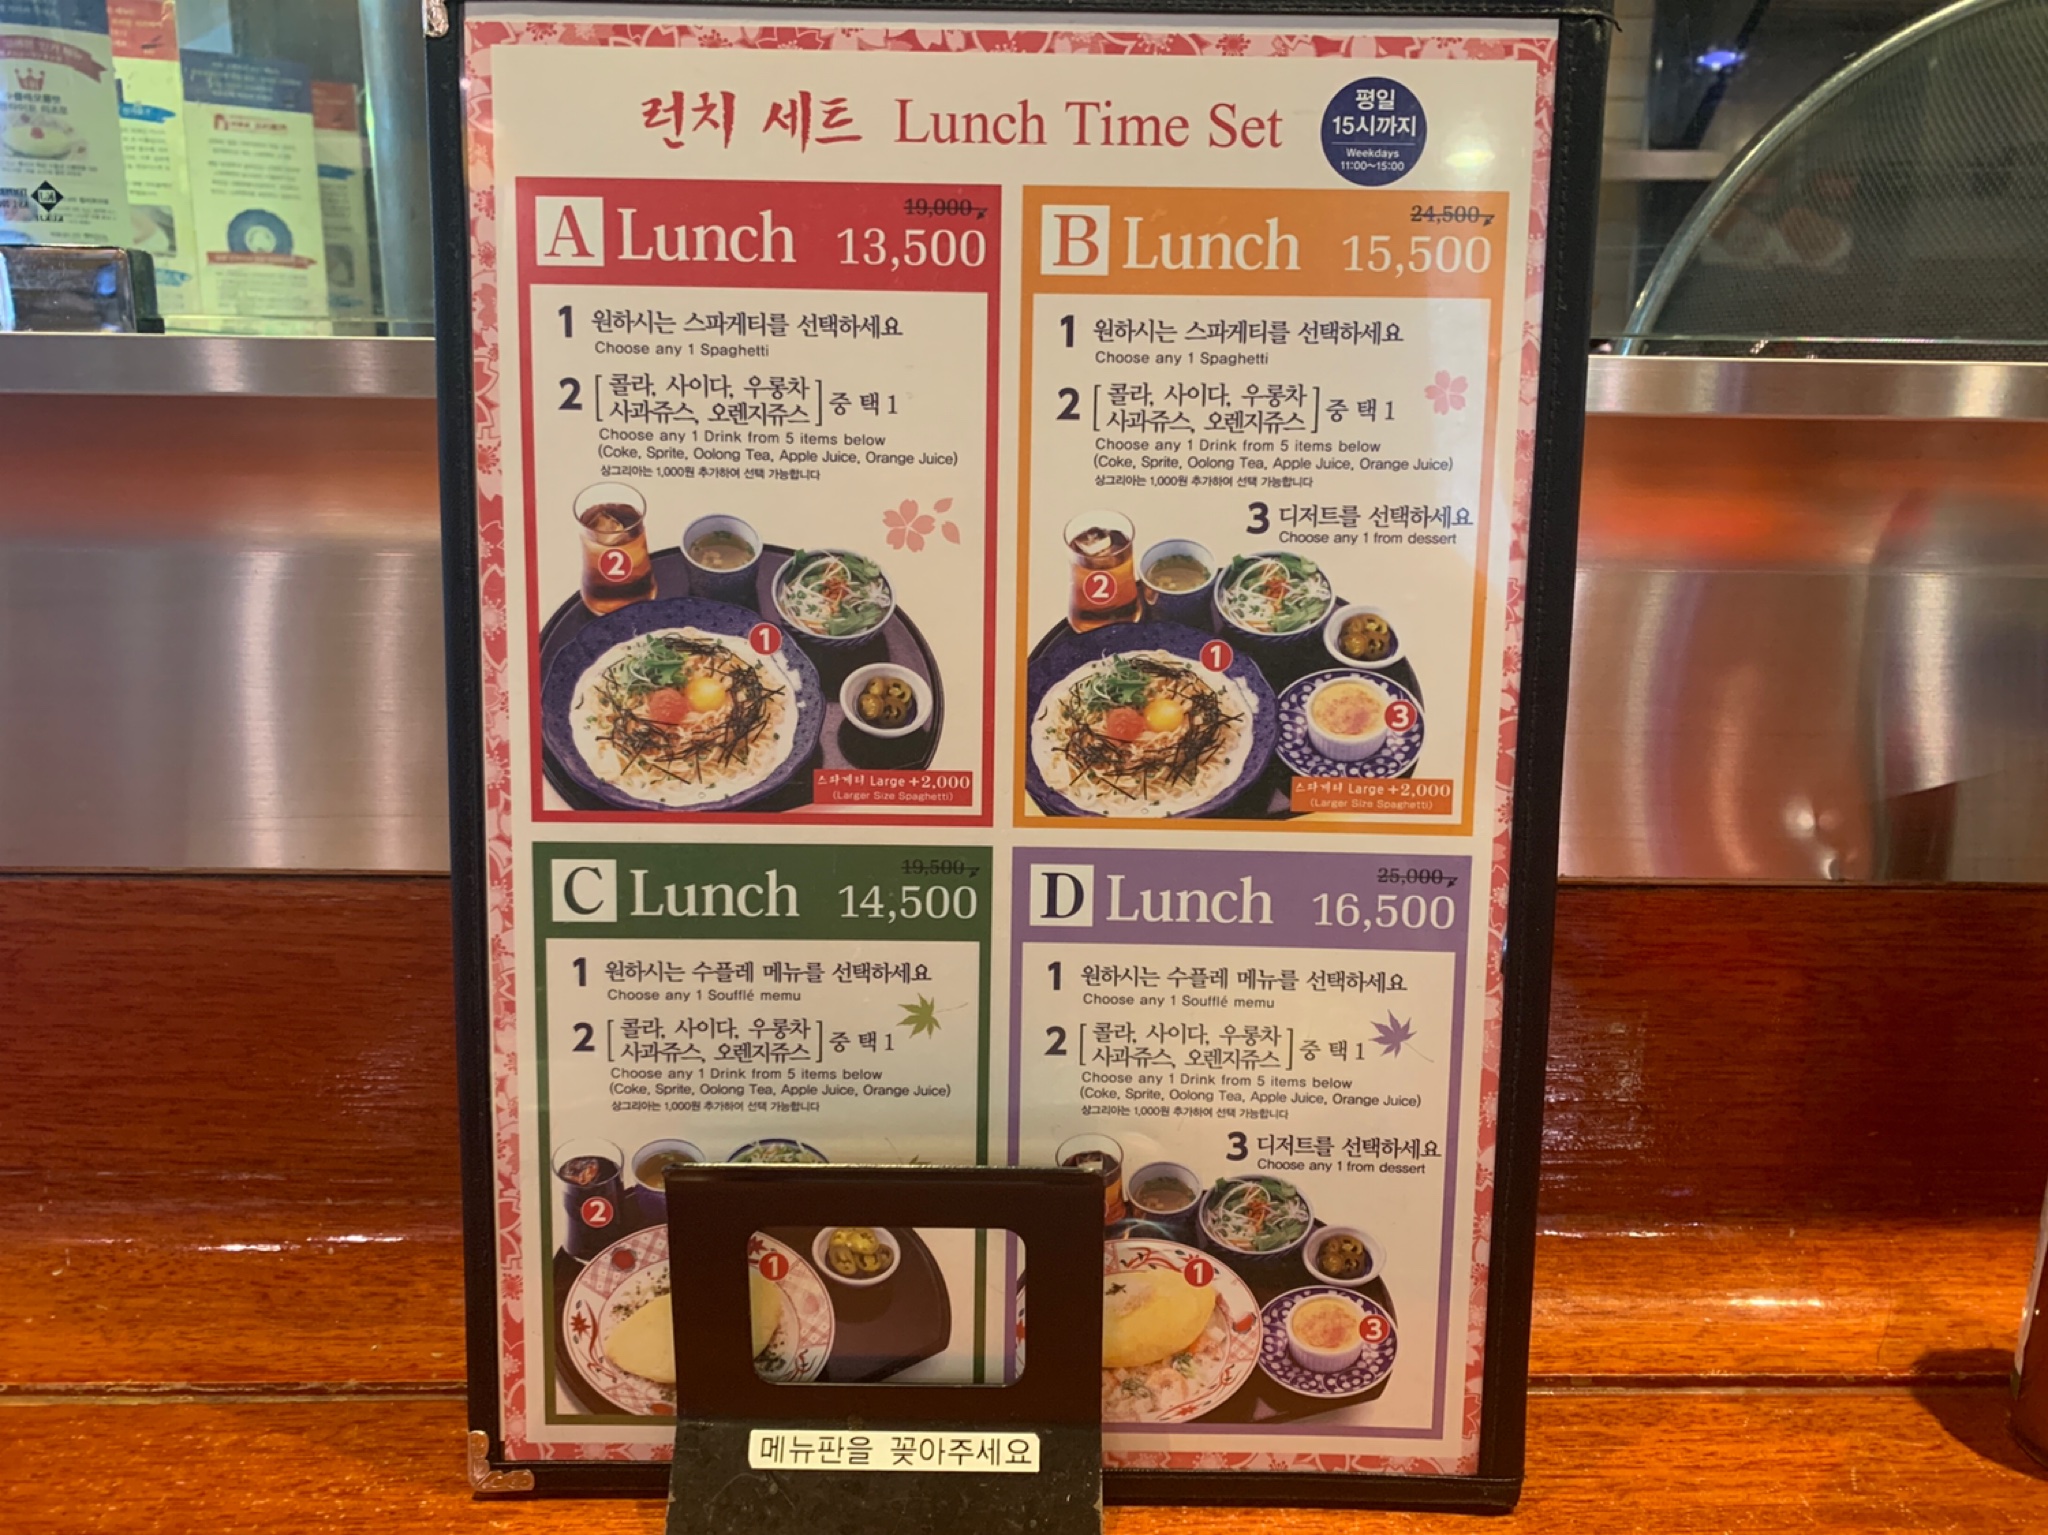 런치 세트 Lunch Time Set
평일
15시까지
Weekdays
11:00~15:00
A Lunch
19,000
13,500
1 원하시는 스파게티를 선택하세요
Choose any 1 Spaghetti
2 [콜라, 사이다, 우롱차
사과쥬스, 오렌지쥬스] 중 택 1
Choose any 1 Drink from 5 items below
(Coke, Sprite, Oolong Tea, Apple Juice, Orange Juice)
상그리아는 1,000원 추가하여 선택 가능합니다
2
1
스파게티 Large +2,000
(Larger Size Spaghetti)
B Lunch
24,500
15,500
1 원하시는 스파게티를 선택하세요
Choose any 1 Spaghetti
2 [콜라, 사이다, 우롱차
사과쥬스, 오렌지쥬스] 중 택 1
Choose any 1 Drink from 5 items below
(Coke, Sprite, Oolong Tea, Apple Juice, Orange Juice)
상그리아는 1,000원 추가하여 선택 가능합니다
3 디저트를 선택하세요
Choose any 1 from dessert
2
1
3
스파게티 Large +2,000
(Larger Size Spaghetti)
C Lunch
19,500
14,500
1 원하시는 수플레 메뉴를 선택하세요
Choose any 1 Soufflé memu
2 [콜라, 사이다, 우롱차
사과쥬스, 오렌지쥬스] 중 택 1
Choose any 1 Drink from 5 items below
(Coke, Sprite, Oolong Tea, Apple Juice, Orange Juice)
상그리아는 1,000원 추가하여 선택 가능합니다
2
1
D Lunch
25,000
16,500
1 원하시는 수플레 메뉴를 선택하세요
Choose any 1 Soufflé memu
2 [콜라, 사이다, 우롱차
사과쥬스, 오렌지쥬스] 중 택 1
Choose any 1 Drink from 5 items below
(Coke, Sprite, Oolong Tea, Apple Juice, Orange Juice)
상그리아는 1,000원 추가하여 선택 가능합니다
3 디저트를 선택하세요
Choose any 1 from dessert
1
3
메뉴판을 꽂아주세요